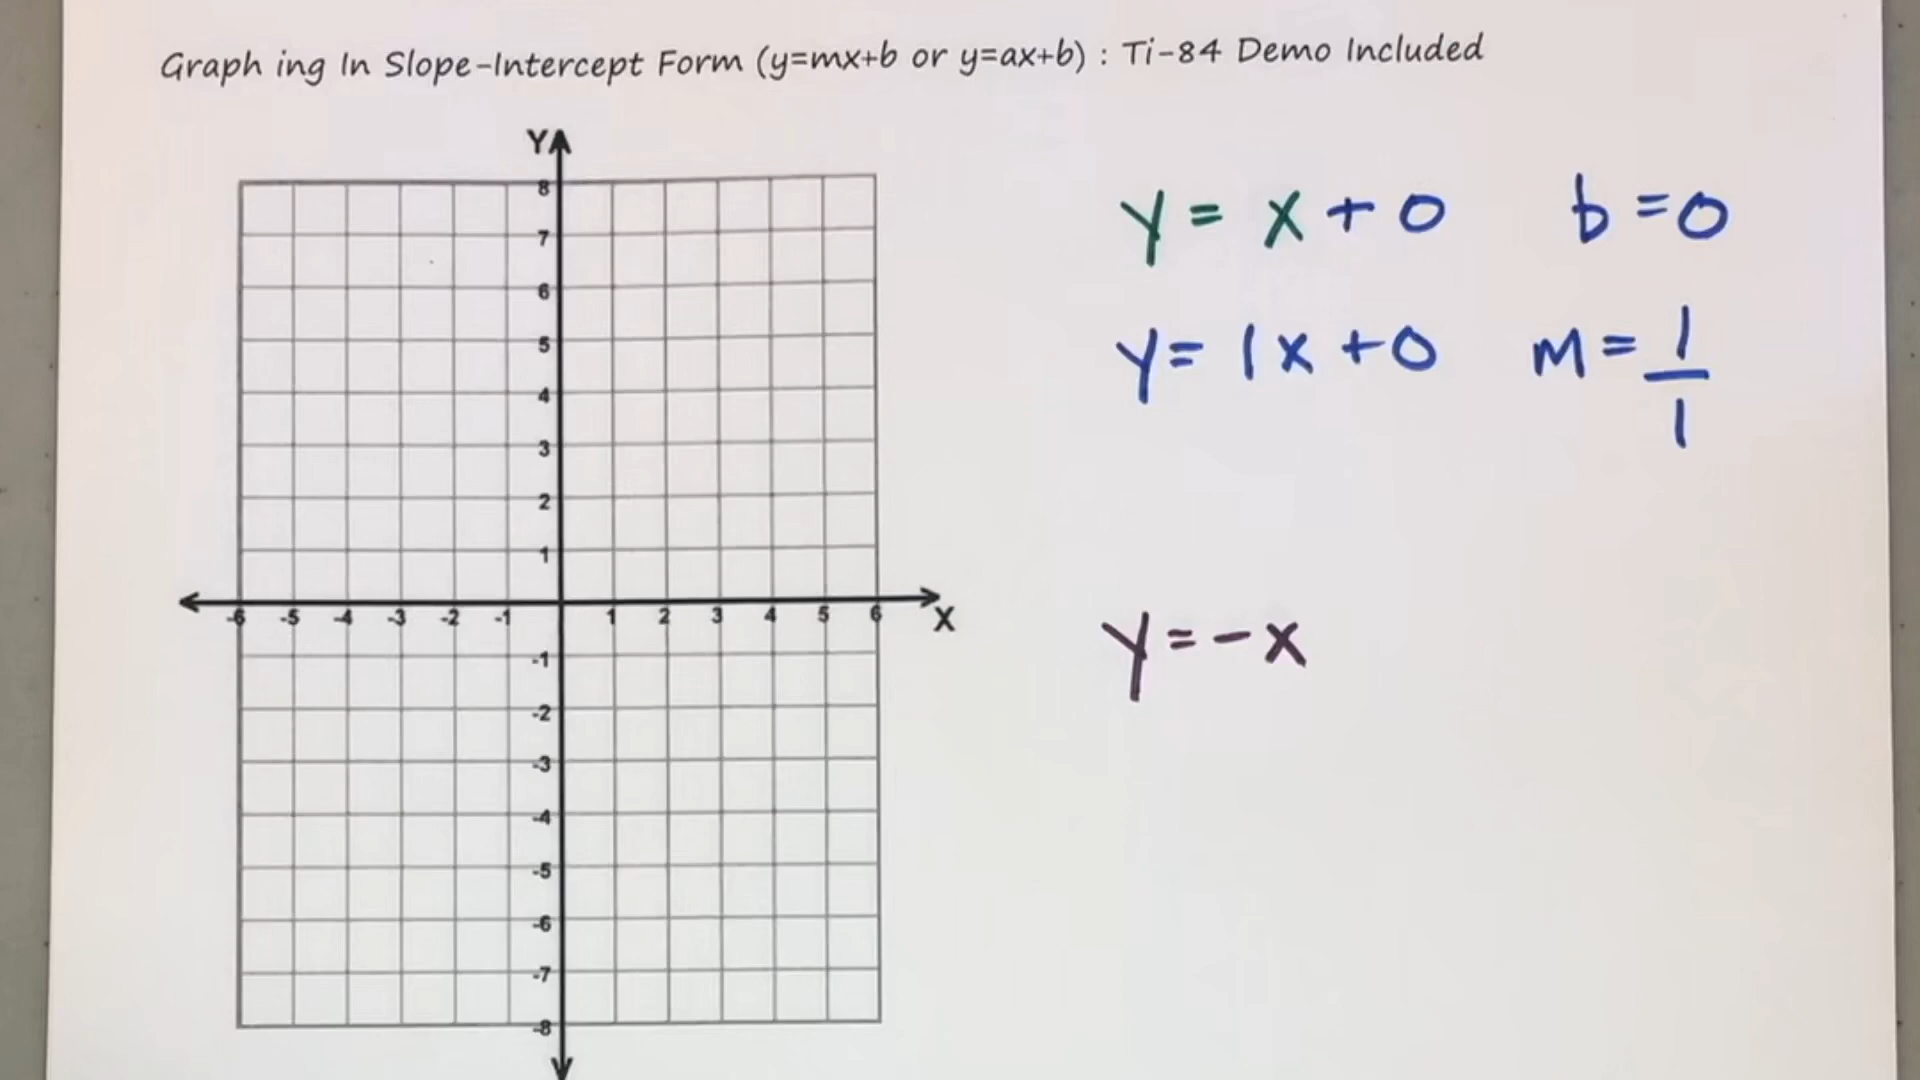 Graph ing In Slope-Intercept Form (y=mx+b or y=ax+b) : Ti-84 Demo Included
Y
8
7
6
5
4
3
2
1
-6 -5 -4 -3 -2 -1 1 2 3 4 5 6 X
-1
-2
-3
-4
-5
-6
-7
-8
y = x + 0 b = 0
y = 1x + 0 m = 1/1
y = - x